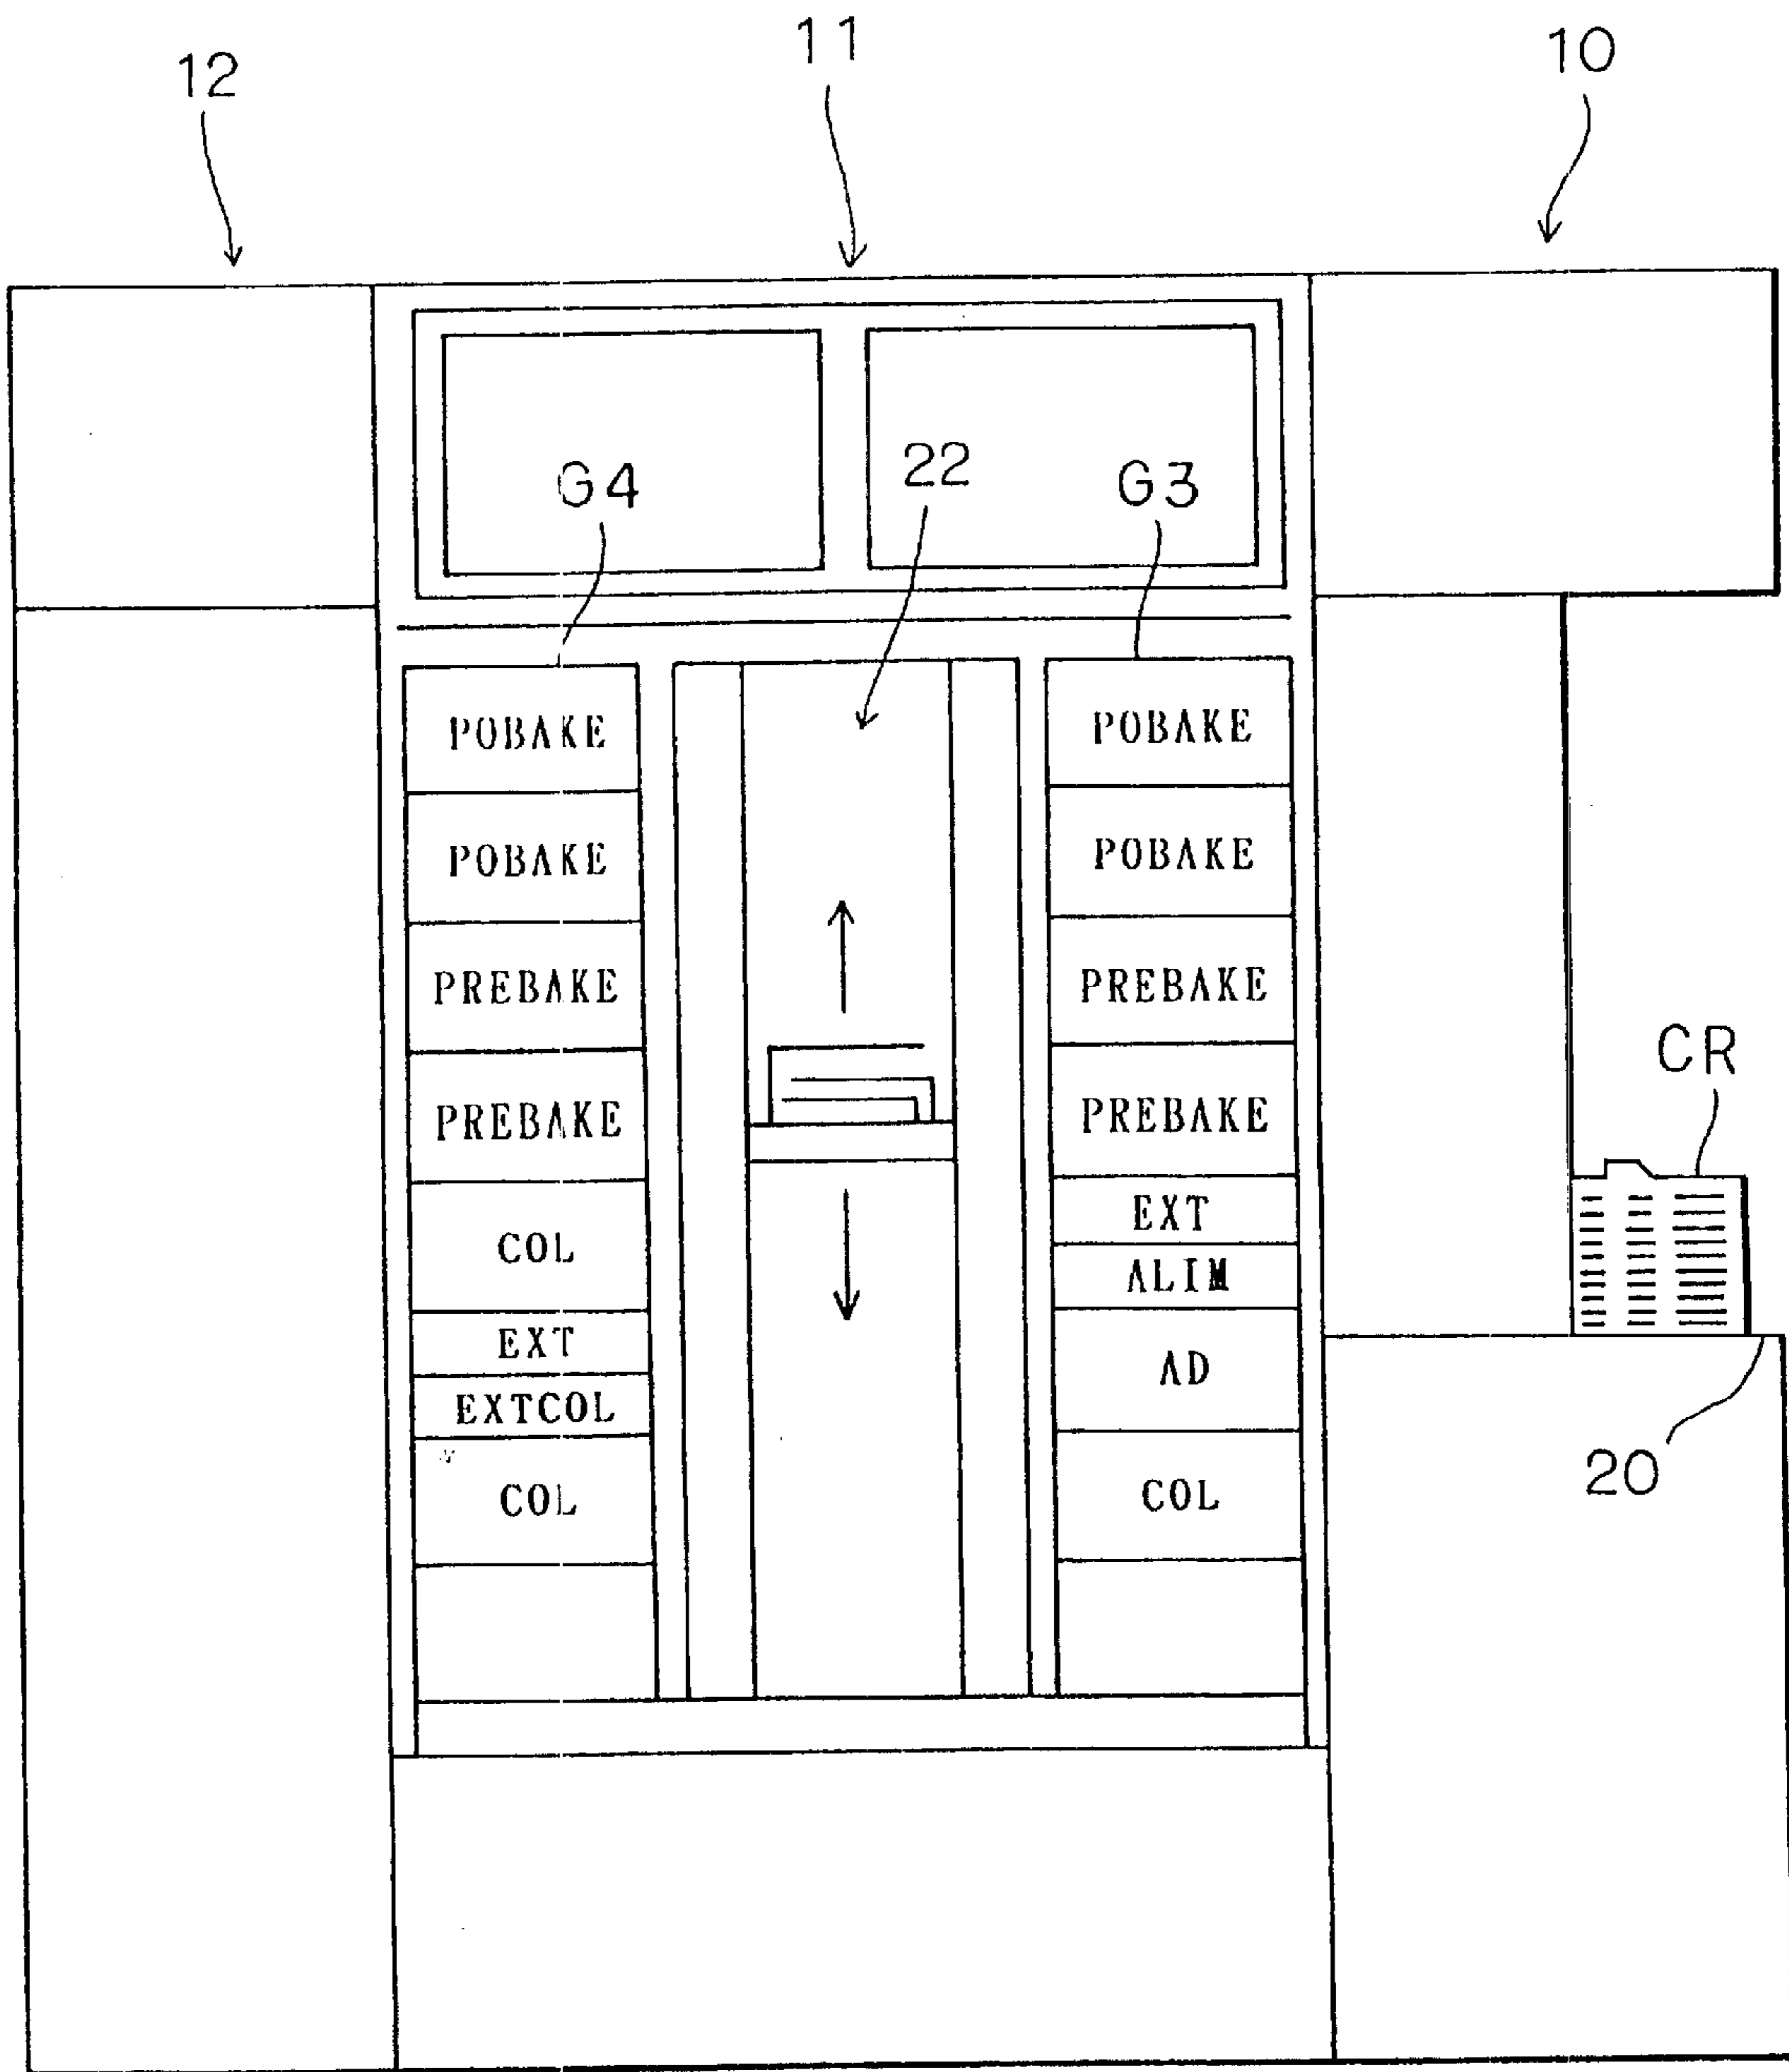 12 11 10
G4 22 G3
POBAKE POBAKE
POBAKE POBAKE
PREBAKE PREBAKE
PREBAKE PREBAKE
CR
COL EXT
ALIM
EXT AD
EXTCOL
COL COL
20